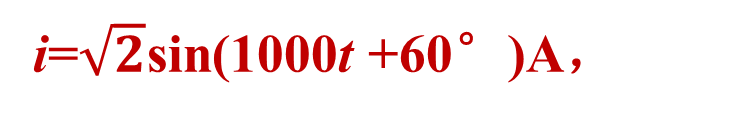 i=√2sin(1000t +60° )A，